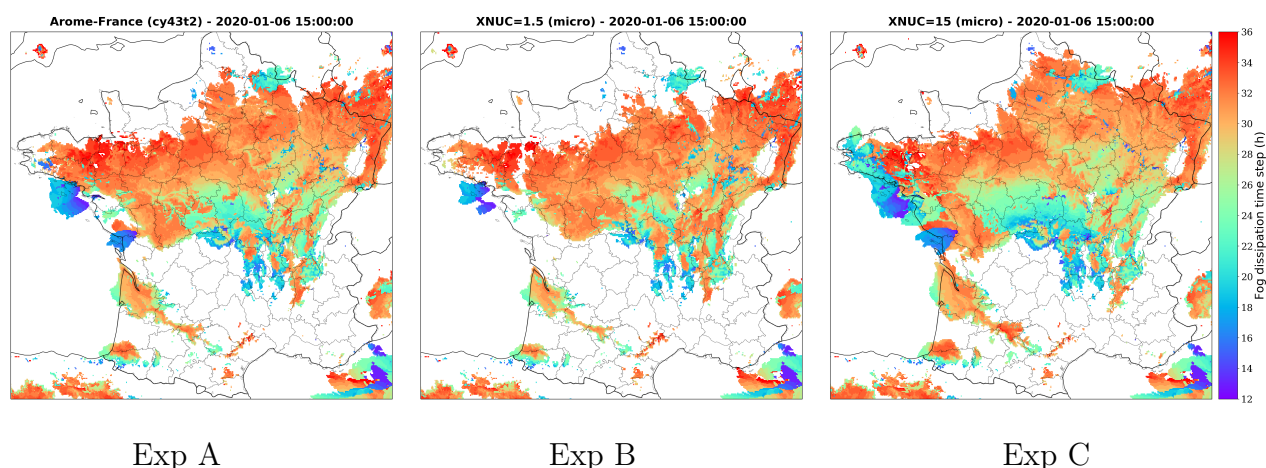 Arome-France (cy43t2) - 2020-01-06 15:00:00
XNUC=1.5 (micro) - 2020-01-06 15:00:00
XNUC=15 (micro) - 2020-01-06 15:00:00
36
34
32
30
28
26
24
22
20
18
16
14
12
Fog dissipation time step (h)
Exp A
Exp B
Exp C